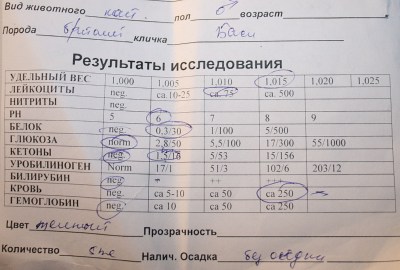 Вид животного кот. пол ♂ возраст
Порода британ кличка Баси
Результаты исследования
УДЕЛЬНЫЙ ВЕС 1,000 1,005 1,010 1,015 1,020 1,025
ЛЕЙКОЦИТЫ neg. ca 10-25 ca 75 ca 500
НИТРИТЫ neg.
PH 5 6 7 8 9
БЕЛОК neg. 0,3/30 1/100 5/500
ГЛЮКОЗА norm 2,8/50 5,5/100 17/300 55/1000
КЕТОНЫ neg. 1,5/15 5/53 15/156
УРОБИЛИНОГЕН Norm 17/1 51/3 102/6 203/12
БИЛИРУБИН neg. + ++ +++
КРОВЬ neg. ca 5-10 ca 50 ca 250
ГЕМОГЛОБИН neg. ca 10 ca 50 ca 250
Цвет Прозрачность
Количество Налич. Осадка без осадка